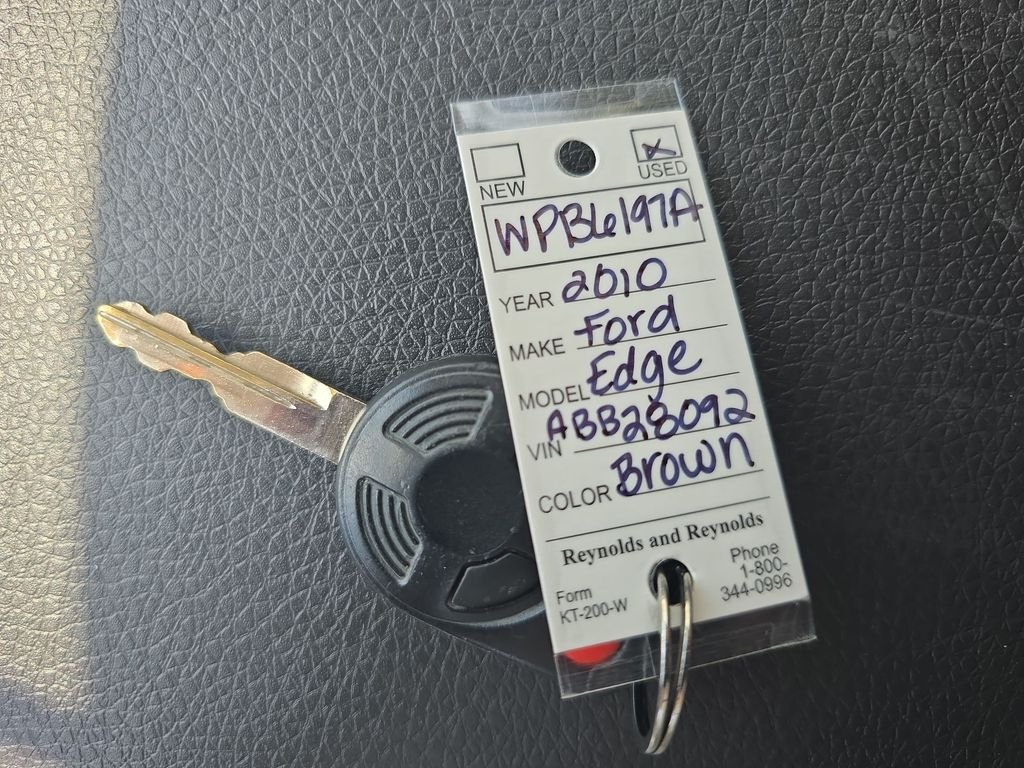 NEW USED
WPB6197A
YEAR 2010
MAKE Ford
MODEL Edge
VIN ABB28092
COLOR Brown
Reynolds and Reynolds
Form
KT-200-W
Phone
1-800-
344-0996